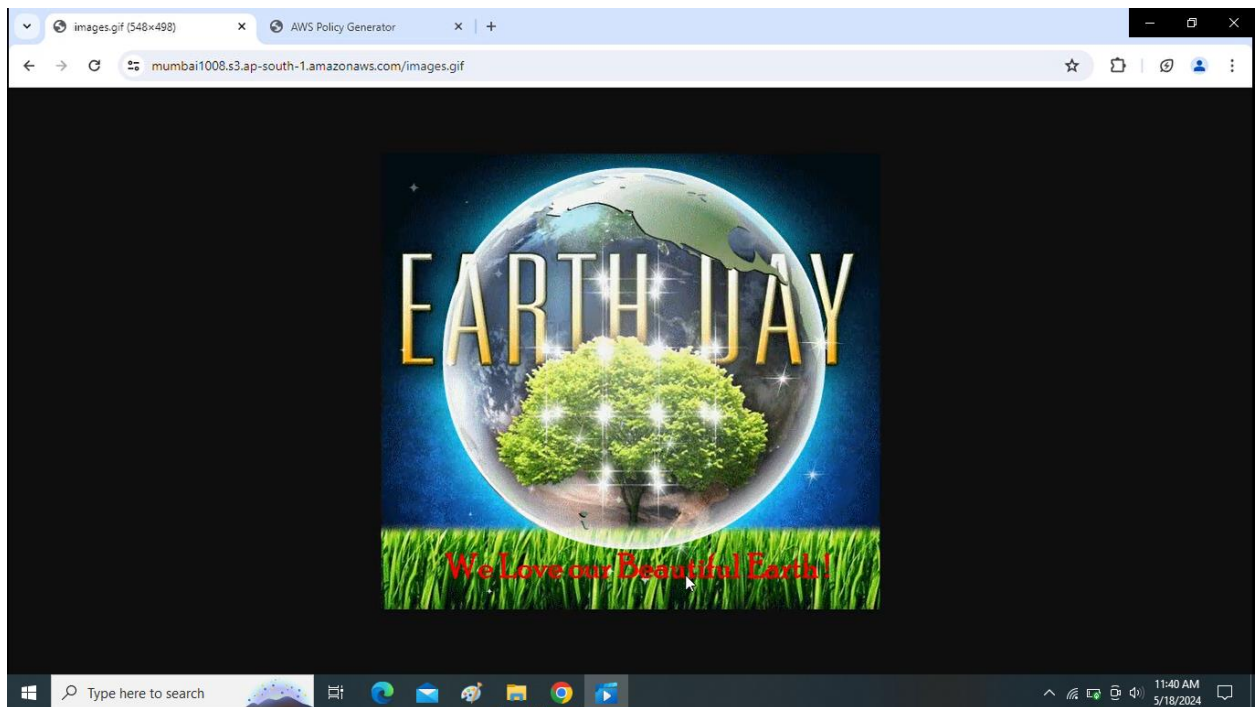 images.gif (548×498)
AWS Policy Generator
mumbai1008.s3.ap-south-1.amazonaws.com/images.gif
EARTH DAY
We Love our Beautiful Earth !
Type here to search
11:40 AM
5/18/2024